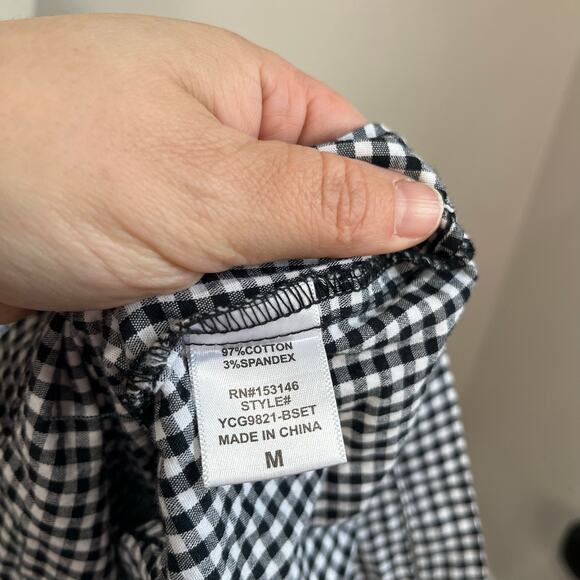 97%COTTON
3%SPANDEX
RN#153146
STYLE#
YCG9821-BSET
MADE IN CHINA
M